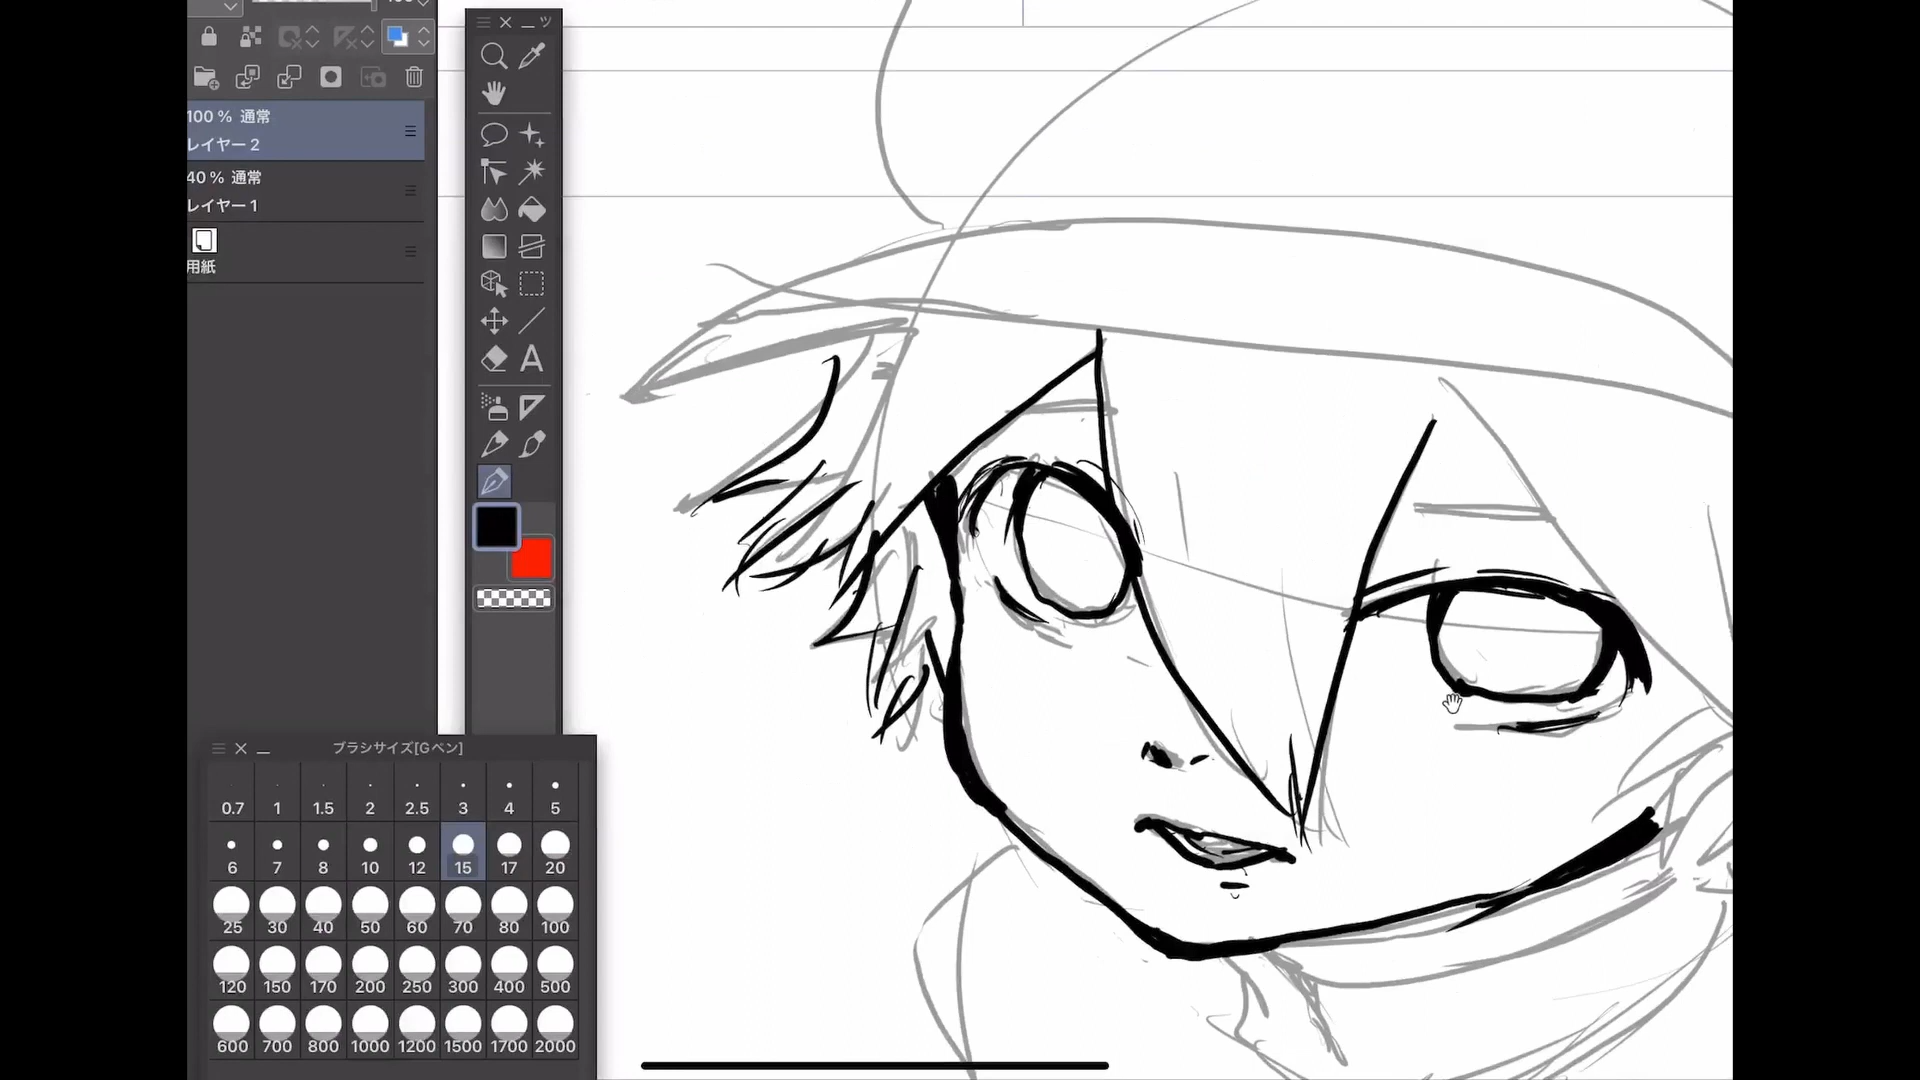 100 % 通常
レイヤー 2
40 % 通常
レイヤー 1
用紙
ツ
A
ブラシサイズ[Gペン]
0.7 1 1.5 2 2.5 3 4 5
6 7 8 10 12 15 17 20
25 30 40 50 60 70 80 100
120 150 170 200 250 300 400 500
600 700 800 1000 1200 1500 1700 2000